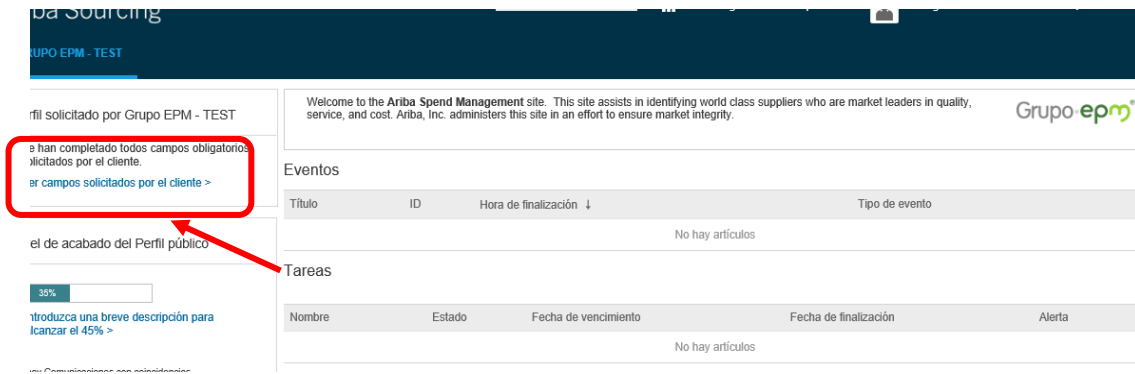 ba Sourcing
RUPO EPM - TEST
rfil solicitado por Grupo EPM - TEST
e han completado todos campos obligatorios
olicitados por el cliente.
er campos solicitados por el cliente >
el de acabado del Perfil público
35%
ntroduzca una breve descripción para
lcanzar el 45% >
Welcome to the Ariba Spend Management site. This site assists in identifying world class suppliers who are market leaders in quality,
service, and cost. Ariba, Inc. administers this site in an effort to ensure market integrity.
Grupo·epm®
Eventos
Título ID Hora de finalización ↓ Tipo de evento
No hay artículos
Tareas
Nombre Estado Fecha de vencimiento Fecha de finalización Alerta
No hay artículos